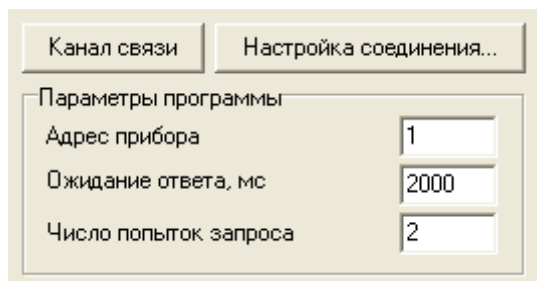 Канал связи Настройка соединения...
Параметры программы
Адрес прибора 1
Ожидание ответа, мс 2000
Число попыток запроса 2